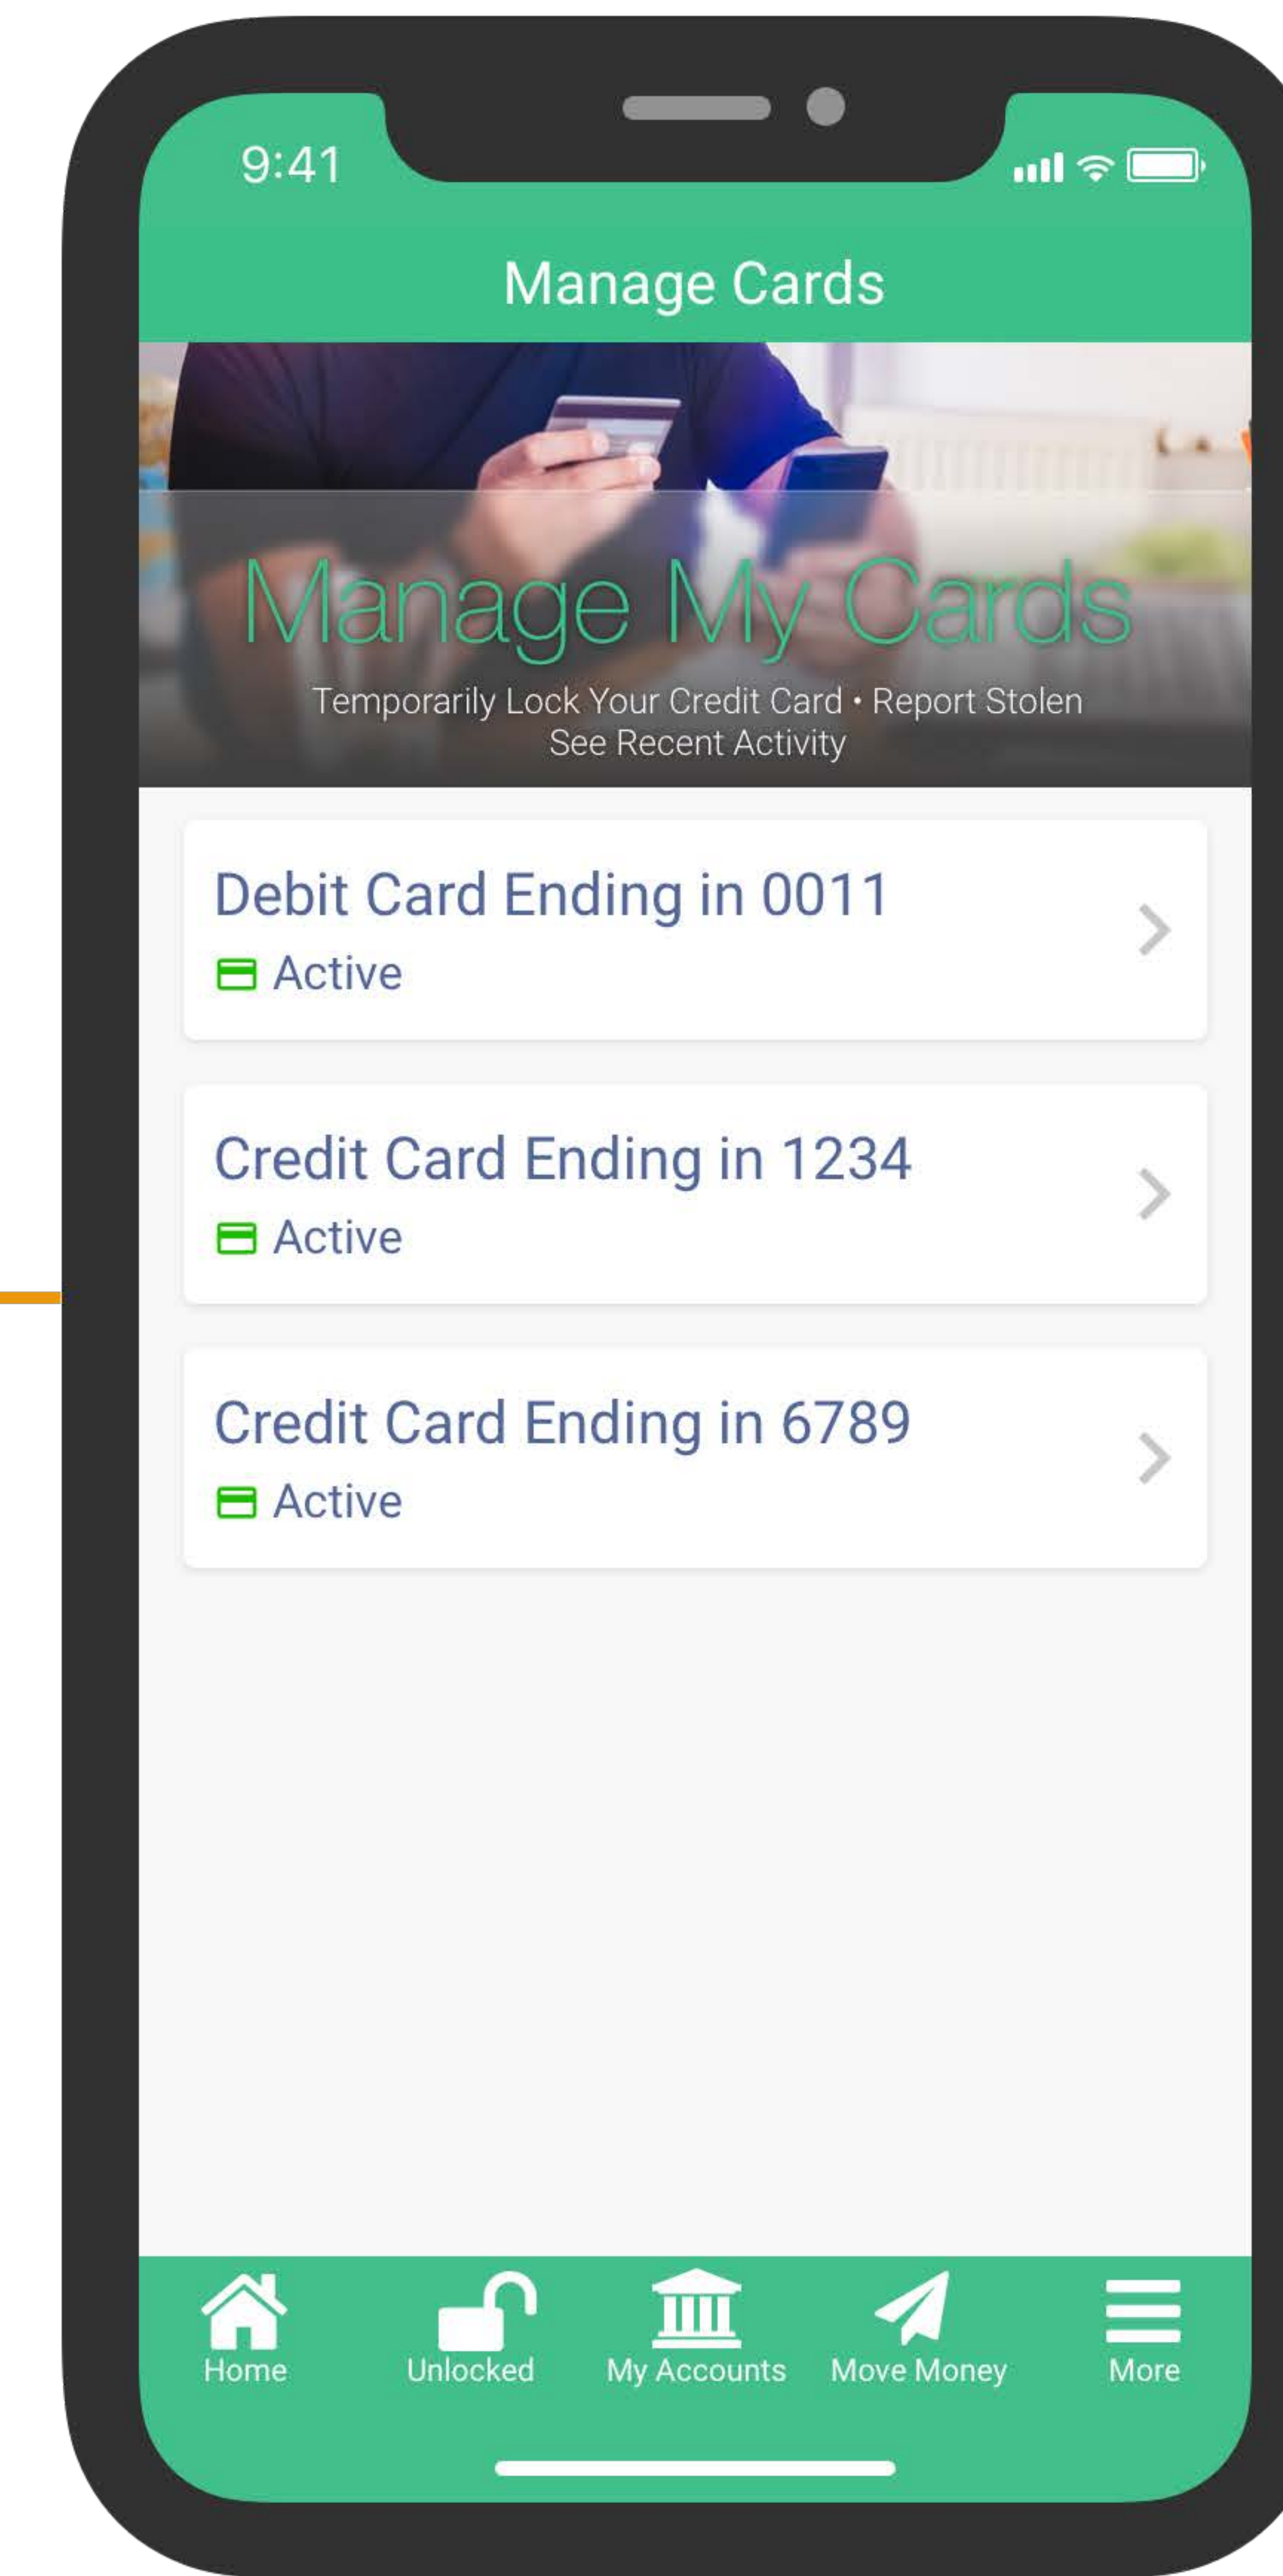 9:41
Manage Cards
Manage My Cards
Temporarily Lock Your Credit Card • Report Stolen
See Recent Activity
Debit Card Ending in 0011
Active
Credit Card Ending in 1234
Active
Credit Card Ending in 6789
Active
Home Unlocked My Accounts Move Money More